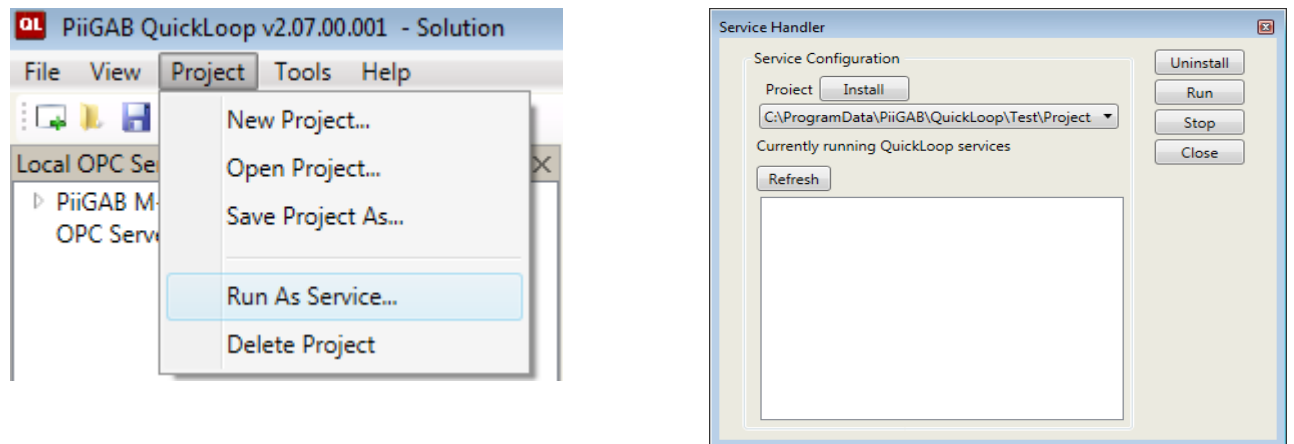 QL PiiGAB QuickLoop v2.07.00.001 - Solution
File View Project Tools Help
New Project...
Local OPC Se
Open Project...
PiiGAB M-
Save Project As...
OPC Serve
Run As Service...
Delete Project
Service Handler
Service Configuration
Uninstall
Project Install
Run
C:\ProgramData\PiiGAB\QuickLoop\Test\Project
Stop
Currently running QuickLoop services
Close
Refresh